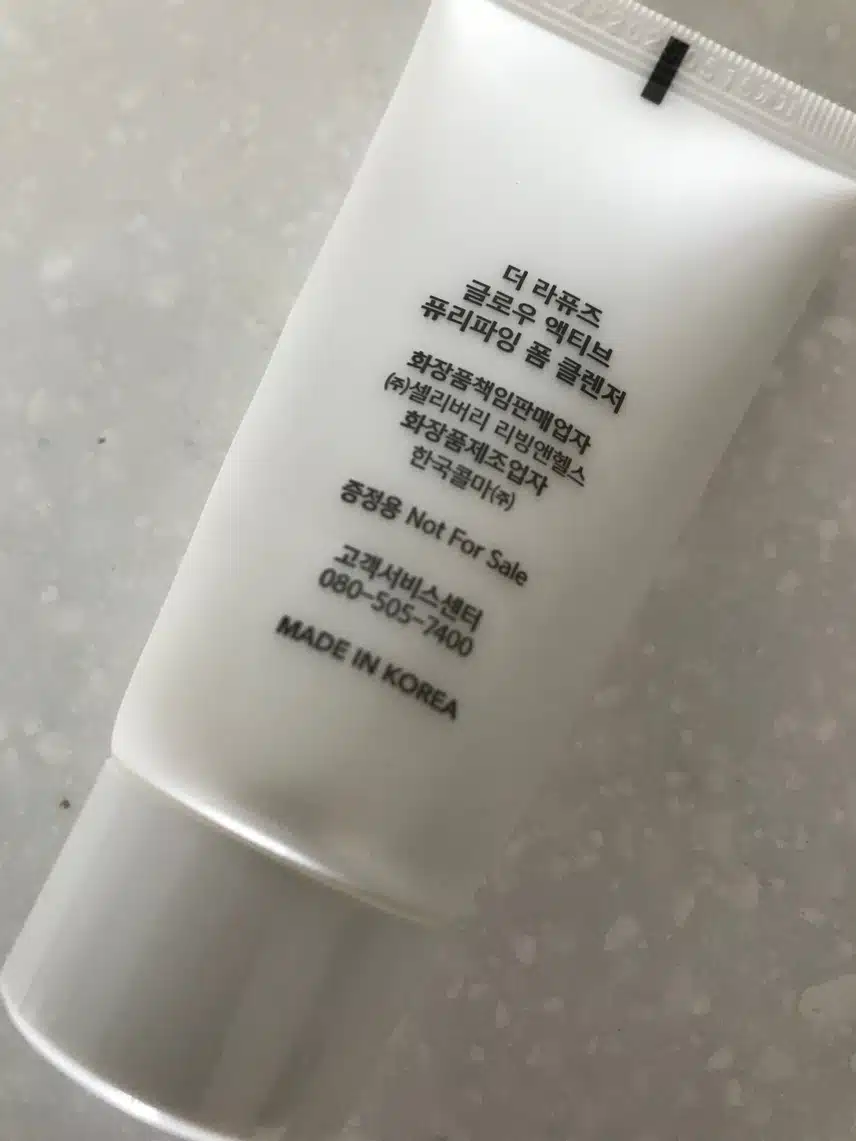 더 라퓨즈
글로우 액티브
퓨리파잉 폼 클렌저
화장품책임판매업자
㈜셀리버리 리빙앤헬스
화장품제조업자
한국콜마㈜
증정용 Not For Sale
고객서비스센터
080-505-7400
MADE IN KOREA